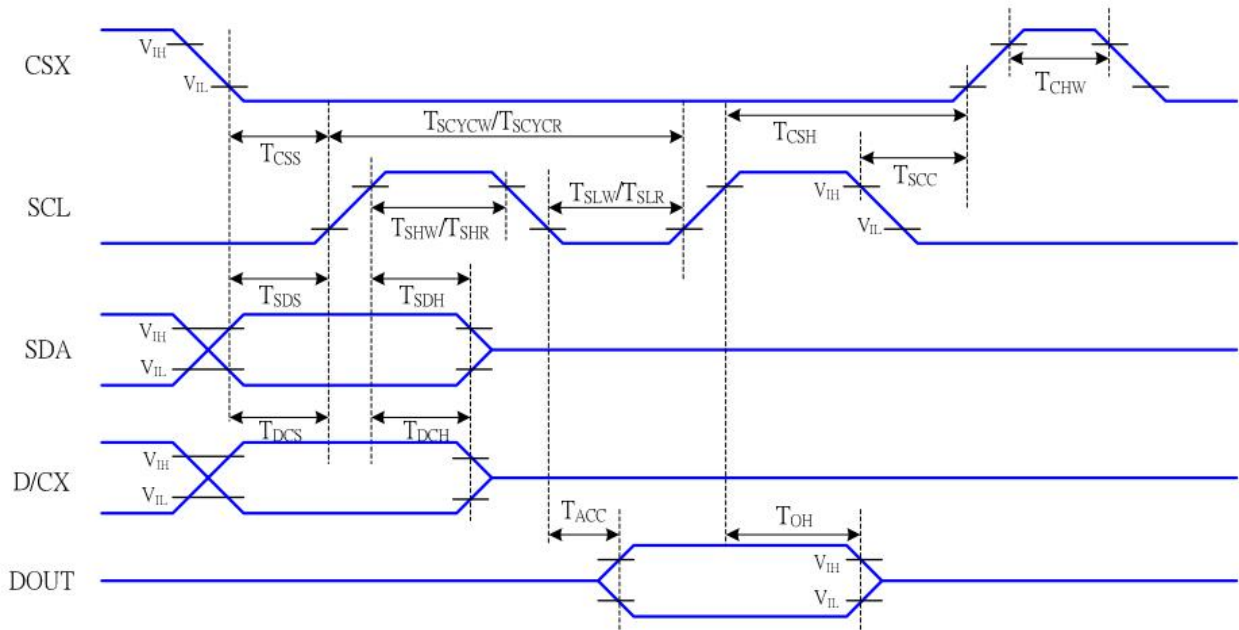 CSX
VIH
VIL
TCHW
TSCYCW/TSCYCR
TCSH
TCSS
TSCC
SCL
TSLW/TSLR
VIH
TSHW/TSHR
VIL
TSDS
TSDH
SDA
VIH
VIL
TDCS
TDCH
D/CX
VIH
VIL
TACC
TOH
DOUT
VIH
VIL